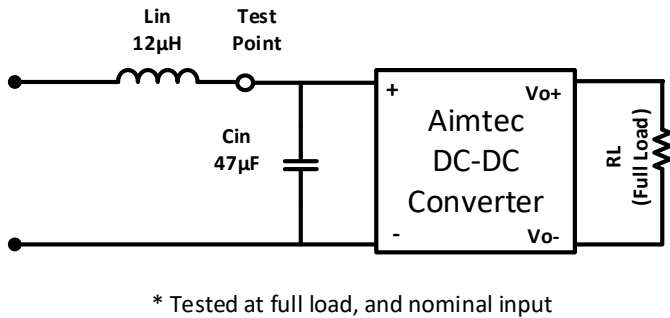 Lin
12µH
Test
Point
Cin
47µF
+
-
Aimtec
DC-DC
Converter
Vo+
Vo-
RL
(Full Load)
* Tested at full load, and nominal input